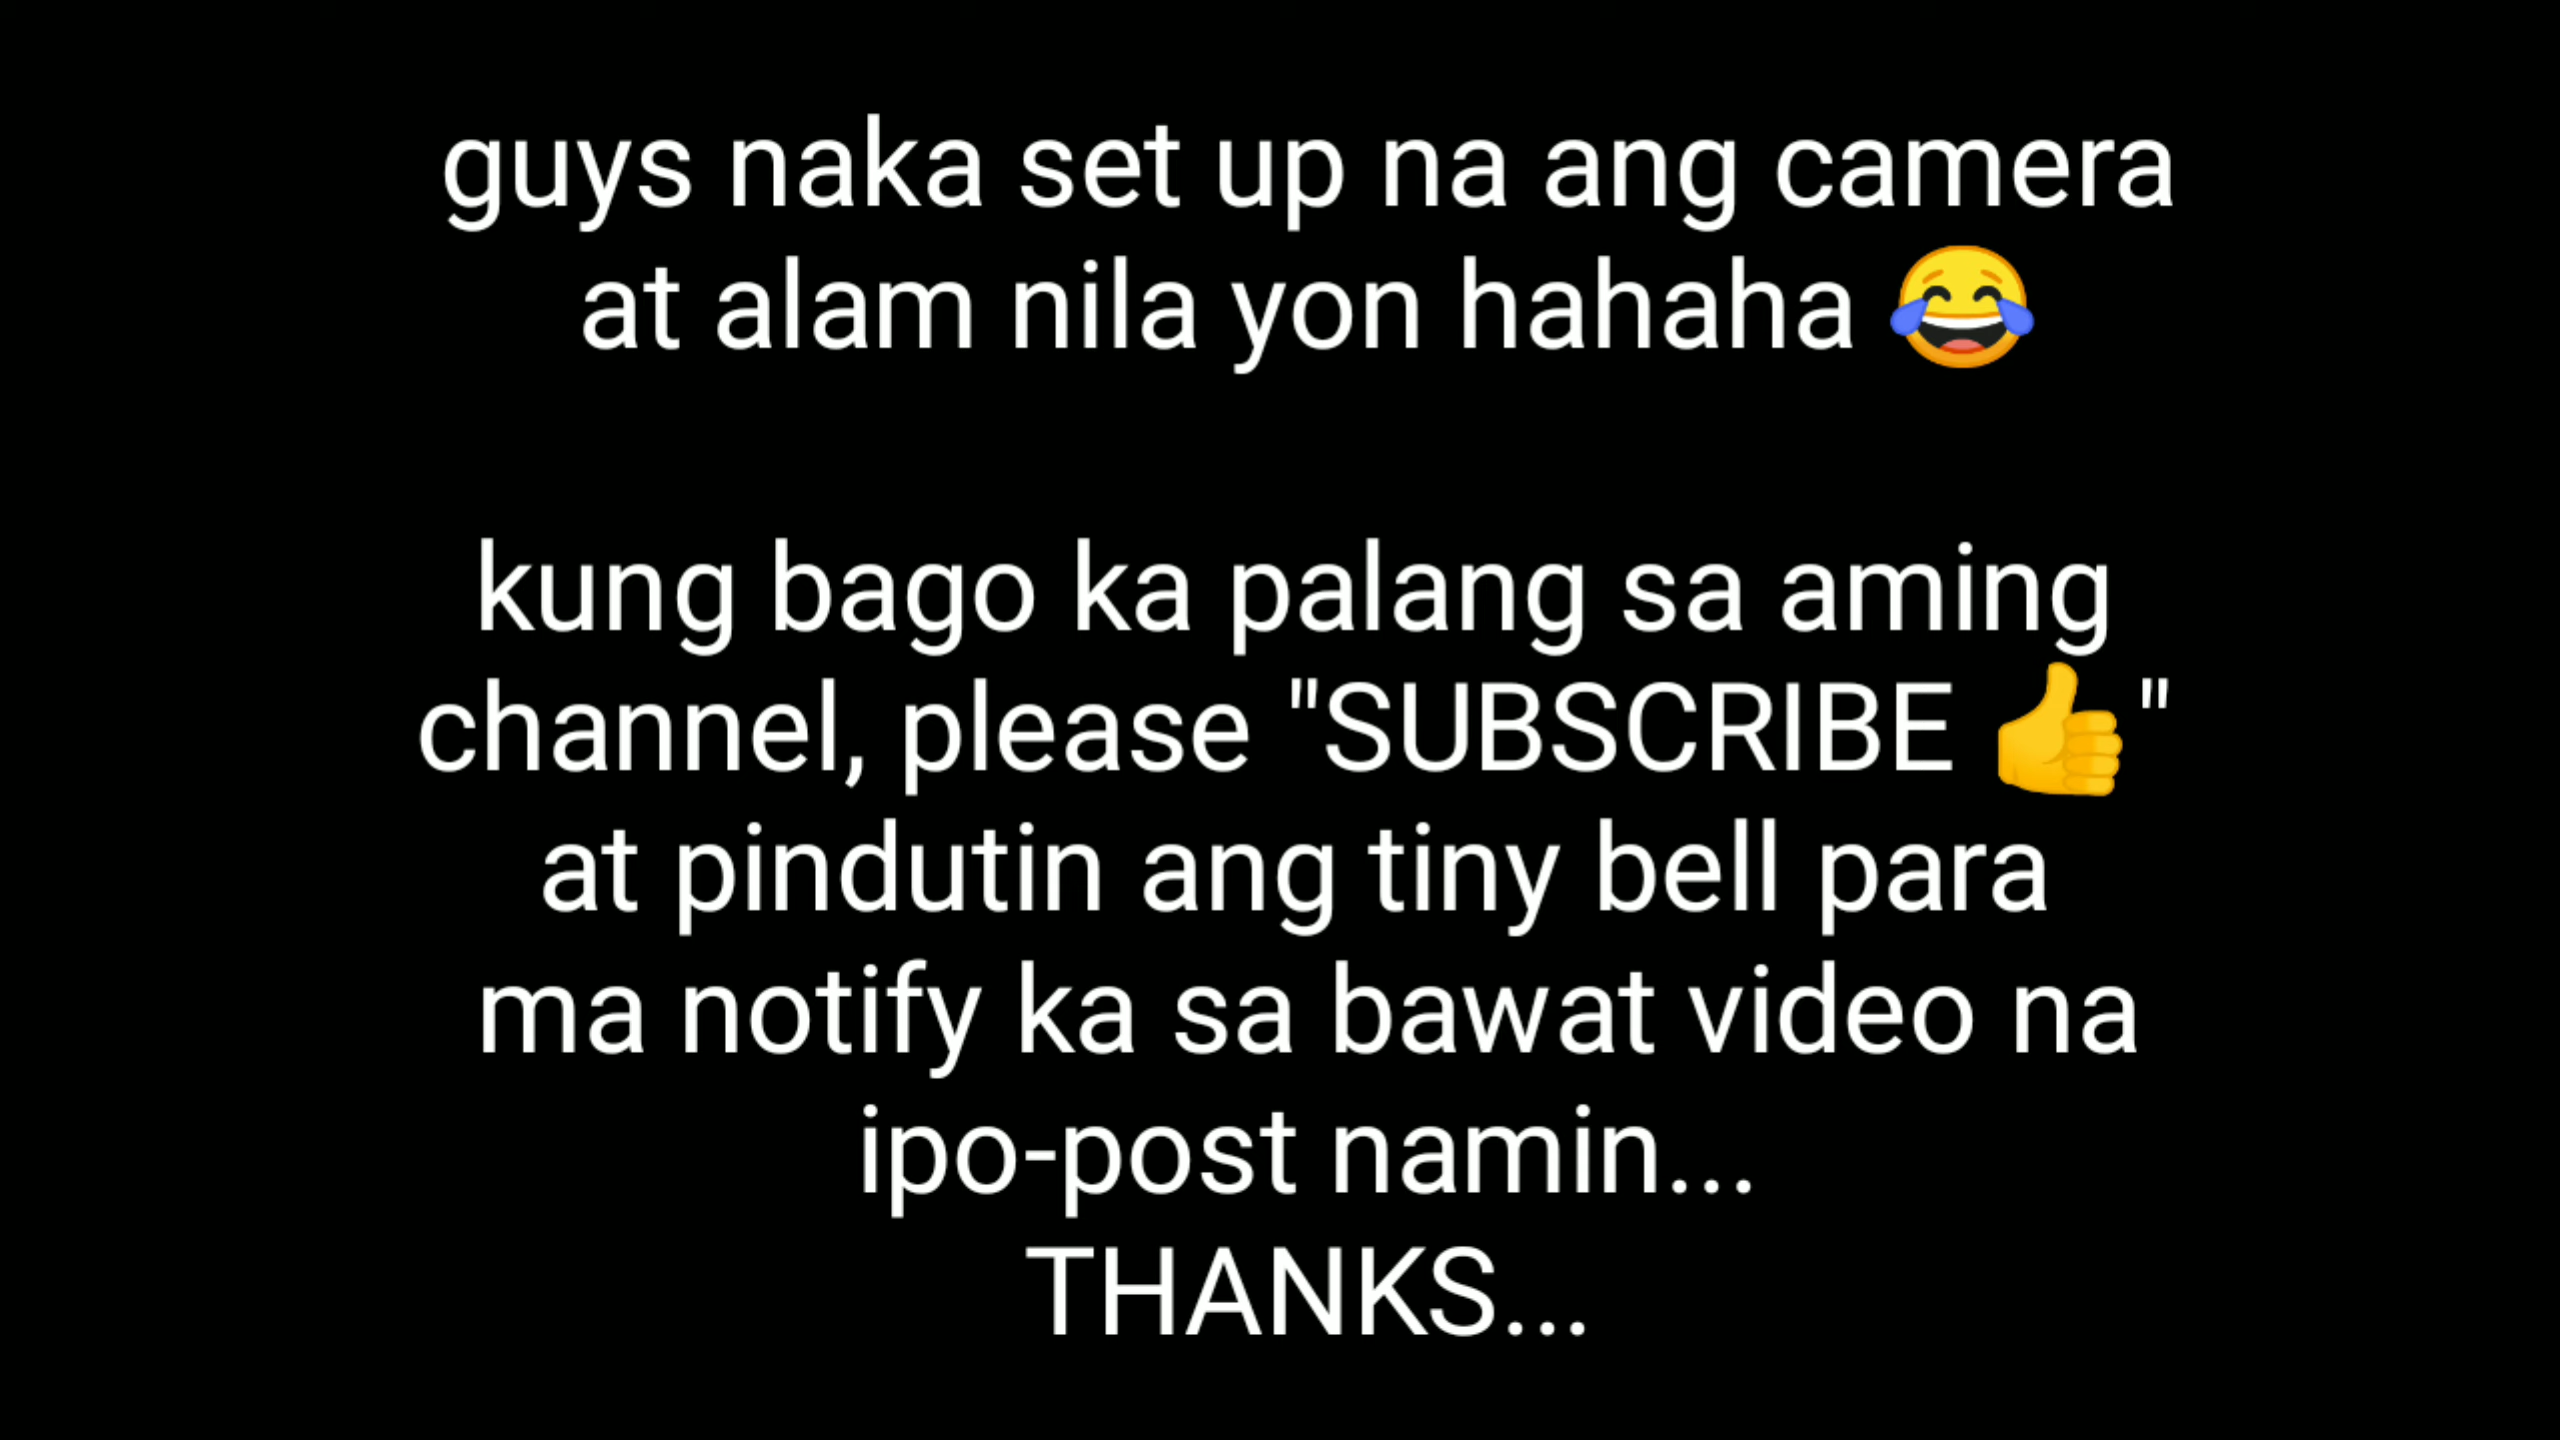 guys naka set up na ang camera
at alam nila yon hahaha 😂
kung bago ka palang sa aming
channel, please "SUBSCRIBE 👍"
at pindutin ang tiny bell para
ma notify ka sa bawat video na
ipo-post namin...
THANKS...